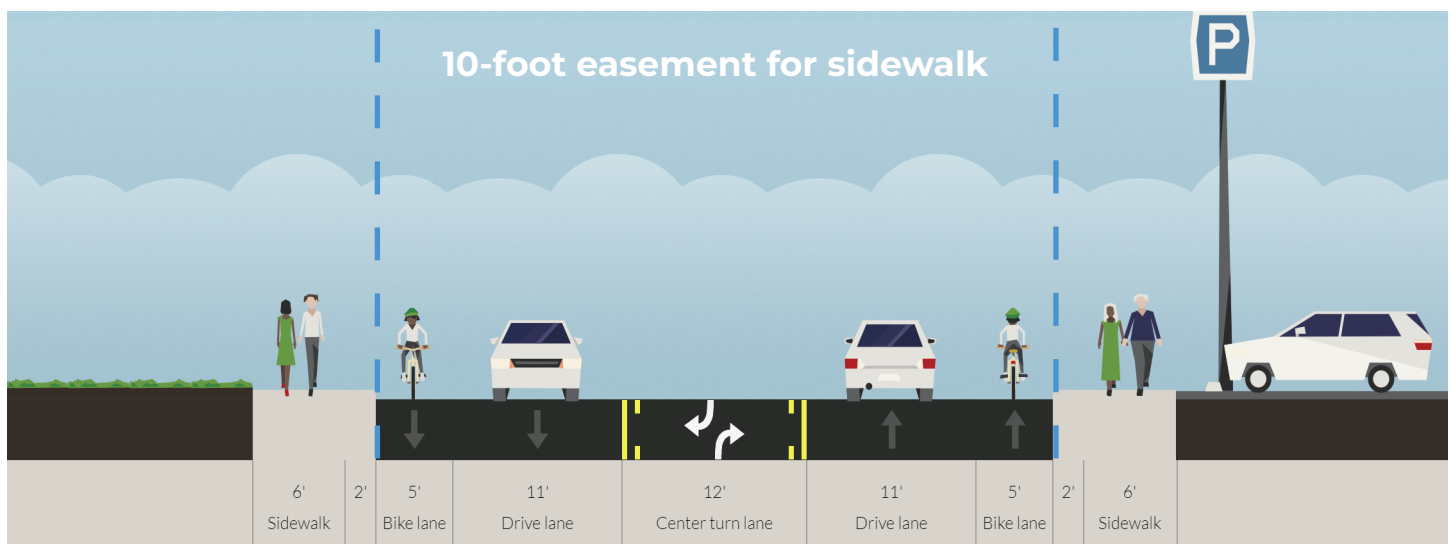 10-foot easement for sidewalk
P
6' 2' 5' 11' 12' 11' 5' 2' 6'
Sidewalk Bike lane Drive lane Center turn lane Drive lane Bike lane Sidewalk